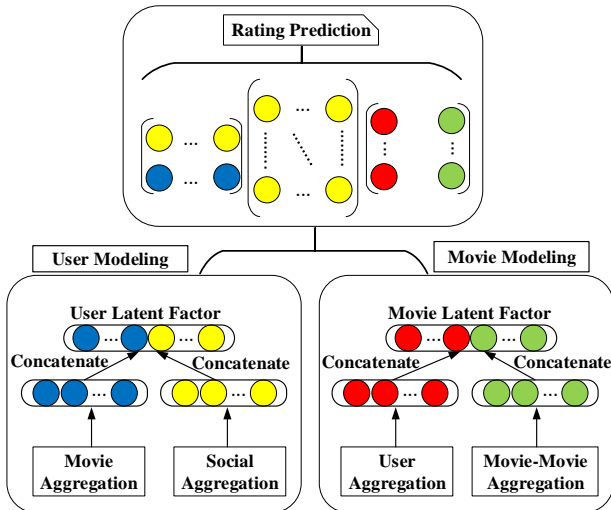 Rating Prediction
... ...
... ...
User Modeling
Movie Modeling
User Latent Factor
... ...
Concatenate
Concatenate
... ...
Movie
Aggregation
Social
Aggregation
Movie Latent Factor
... ...
Concatenate
Concatenate
... ...
User
Aggregation
Movie-Movie
Aggregation